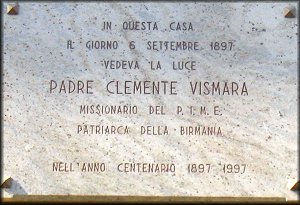 IN QUESTA CASA
IL GIORNO 6 SETTEMBRE 1897
VEDEVA LA LUCE
PADRE CLEMENTE VISMARA
MISSIONARIO DEL P.I.M.E.
PATRIARCA DELLA BIRMANIA
NELL'ANNO CENTENARIO 1897 1997